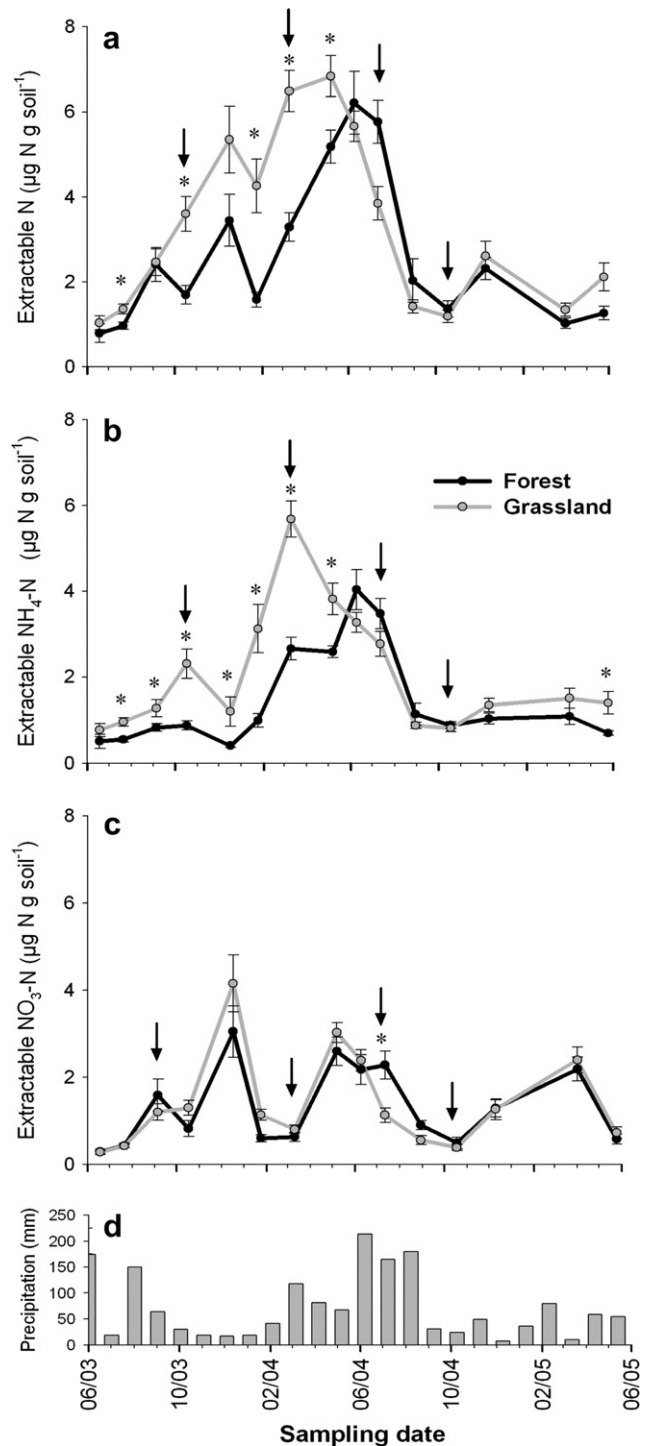 a
8
*
*
6
*
*
4
*
2
0
Extractable N (µg N g soil⁻¹)
b
8
6
*
Forest
Grassland
4
*
*
*
2
*
*
*
*
0
Extractable NH₄-N (µg N g soil⁻¹)
c
8
6
4
*
2
0
Extractable NO₃-N (µg N g soil⁻¹)
d
250
200
150
100
50
0
Precipitation (mm)
06/03 10/03 02/04 06/04 10/04 02/05 06/05
Sampling date